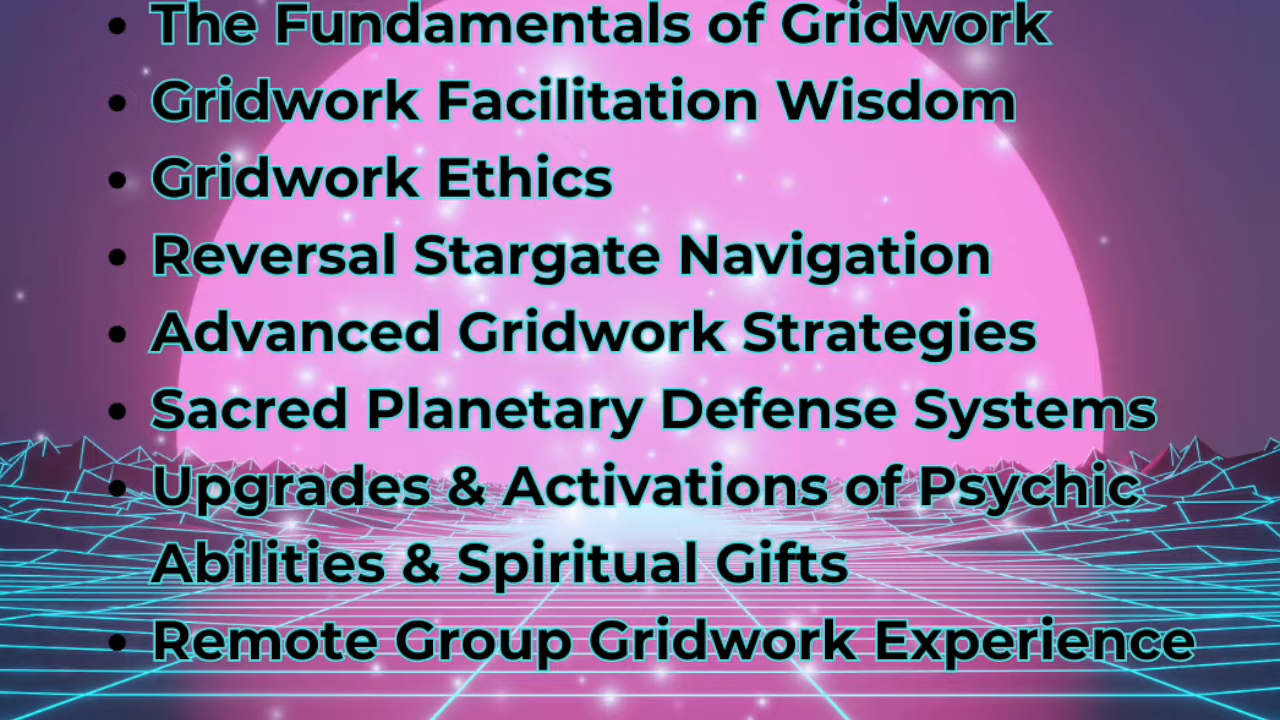 • The Fundamentals of Gridwork
• Gridwork Facilitation Wisdom
• Gridwork Ethics
• Reversal Stargate Navigation
• Advanced Gridwork Strategies
• Sacred Planetary Defense Systems
• Upgrades & Activations of Psychic
Abilities & Spiritual Gifts
• Remote Group Gridwork Experience